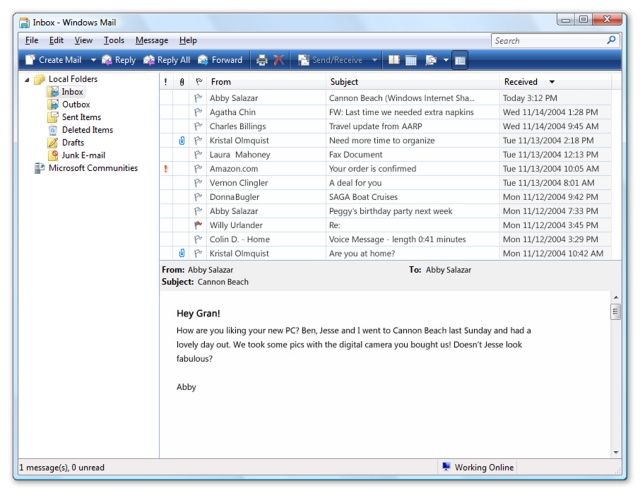 Inbox - Windows Mail
File Edit View Tools Message Help
Search
Create Mail Reply Reply All Forward Send/Receive
Local Folders
Inbox
Outbox
Sent Items
Deleted Items
Drafts
Junk E-mail
Microsoft Communities
! From Subject Received
Abby Salazar Cannon Beach (Windows Internet Sha... Today 3:12 PM
Agatha Chin FW: Last time we needed extra napkins Wed 11/14/2004 1:28 PM
Charles Billings Travel update from AARP Wed 11/14/2004 9:45 AM
Kristal Olmquist Need more time to organize Tue 11/13/2004 2:18 PM
Laura Mahoney Fax Document Tue 11/13/2004 12:13 PM
! Amazon.com Your order is confirmed Tue 11/13/2004 10:05 AM
Vernon Clingler A deal for you Tue 11/13/2004 8:01 AM
DonnaBugler SAGA Boat Cruises Mon 11/12/2004 9:42 PM
Abby Salazar Peggy's birthday party next week Mon 11/12/2004 7:33 PM
Willy Urlander Re: Mon 11/12/2004 3:45 PM
Colin D. - Home Voice Message - length 0:41 minutes Mon 11/12/2004 3:29 PM
Kristal Olmquist Are you at home? Mon 11/12/2004 10:42 AM
From: Abby Salazar To: Abby Salazar
Subject: Cannon Beach
Hey Gran!
How are you liking your new PC? Ben, Jesse and I went to Cannon Beach last Sunday and had a
lovely day out. We took some pics with the digital camera you bought us! Doesn't Jesse look
fabulous?
Abby
1 message(s), 0 unread Working Online